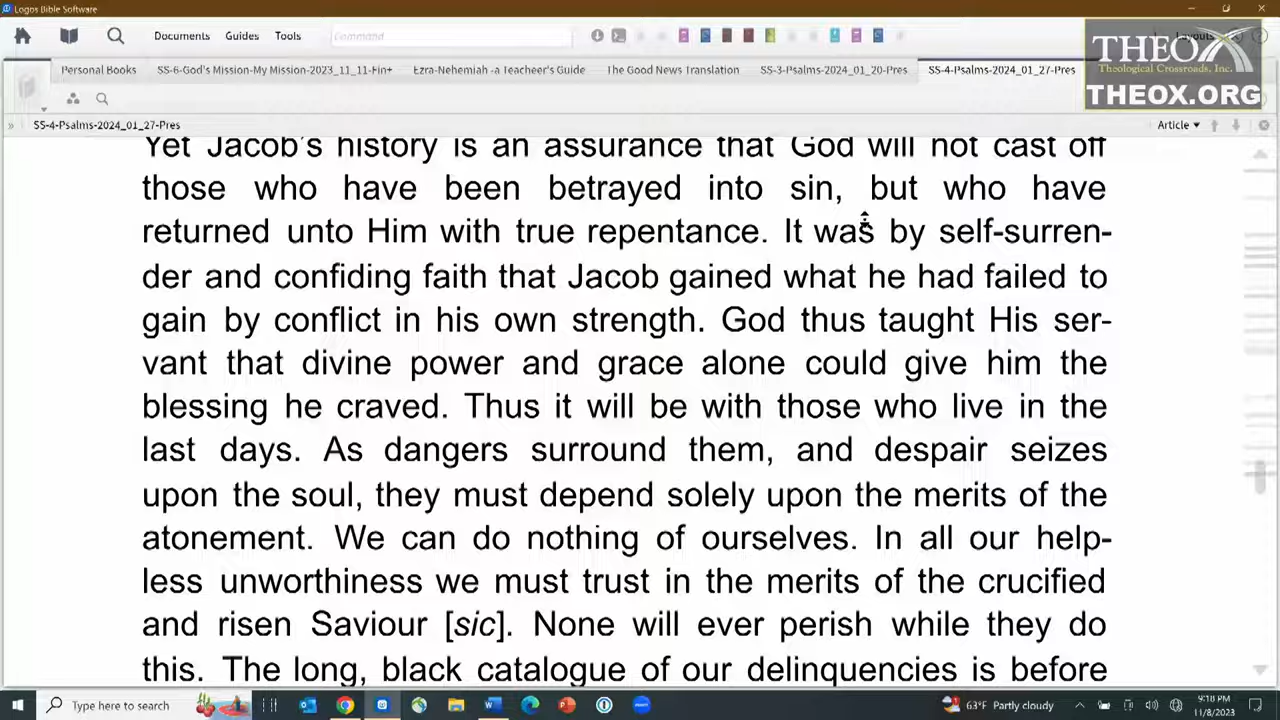 Logos Bible Software
Documents Guides Tools Command Layouts
THEOX
Theological Crossroads, Inc.
THEOX.ORG
Personal Books SS-6-God's Mission-My Mission-2023_11_11-Fin+ The Good News Translation SS-3-Psalms-2024_01_20-Pres SS-4-Psalms-2024_01_27-Pres
» SS-4-Psalms-2024_01_27-Pres Article
Yet Jacob's history is an assurance that God will not cast off
those who have been betrayed into sin, but who have
returned unto Him with true repentance. It was by self-surren-
der and confiding faith that Jacob gained what he had failed to
gain by conflict in his own strength. God thus taught His ser-
vant that divine power and grace alone could give him the
blessing he craved. Thus it will be with those who live in the
last days. As dangers surround them, and despair seizes
upon the soul, they must depend solely upon the merits of the
atonement. We can do nothing of ourselves. In all our help-
less unworthiness we must trust in the merits of the crucified
and risen Saviour [sic]. None will ever perish while they do
this. The long, black catalogue of our delinquencies is before
Type here to search 63°F Partly cloudy 9:18 PM
11/8/2023